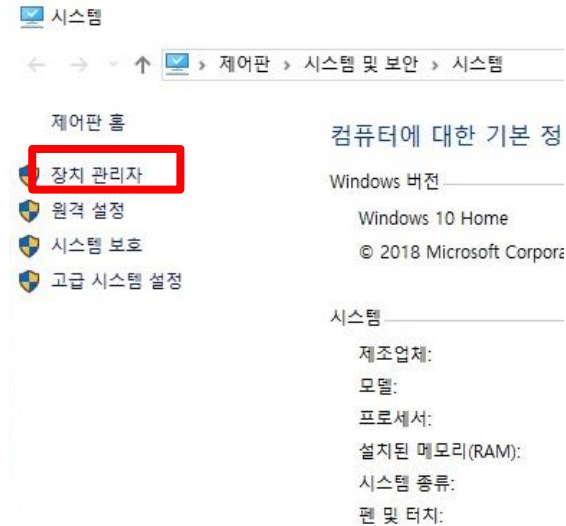 시스템
제어판 › 시스템 및 보안 › 시스템
제어판 홈
장치 관리자
원격 설정
시스템 보호
고급 시스템 설정
컴퓨터에 대한 기본 정
Windows 버전
Windows 10 Home
© 2018 Microsoft Corpora
시스템
제조업체:
모델:
프로세서:
설치된 메모리(RAM):
시스템 종류:
펜 및 터치: